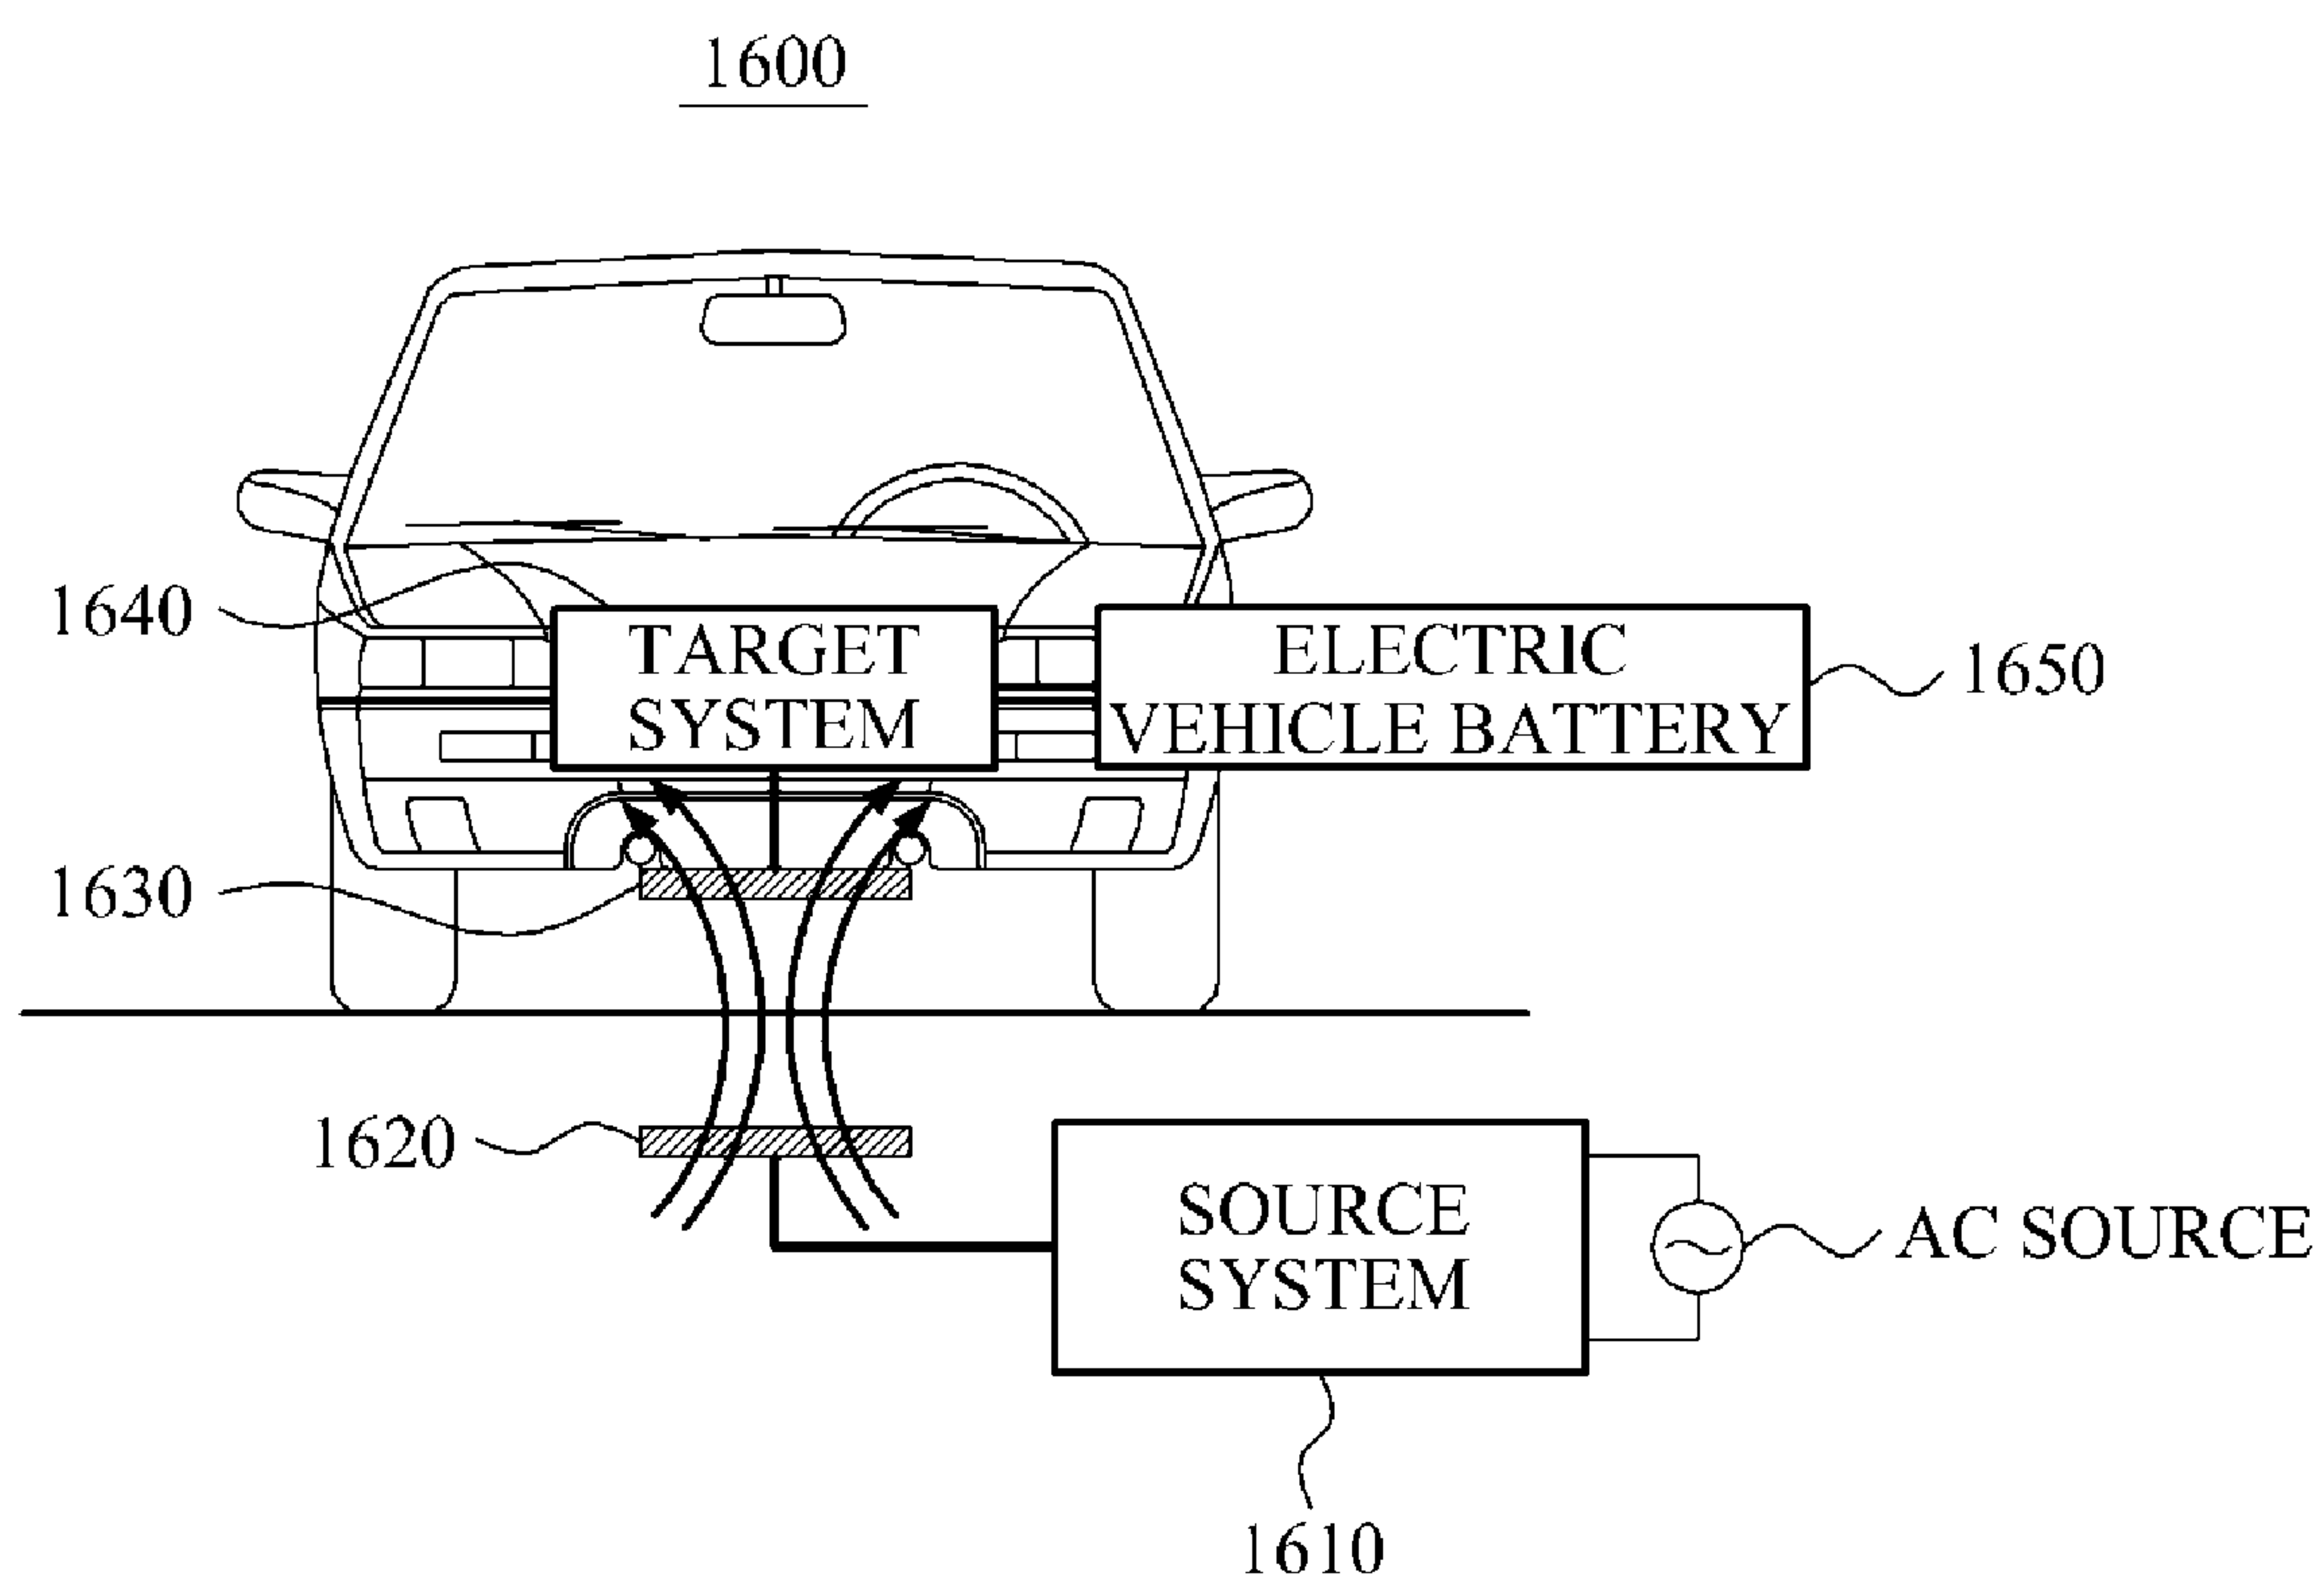 1600
1640
TARGET
SYSTEM
ELECTRIC
VEHICLE BATTERY
1650
1630
1620
SOURCE
SYSTEM
AC SOURCE
1610